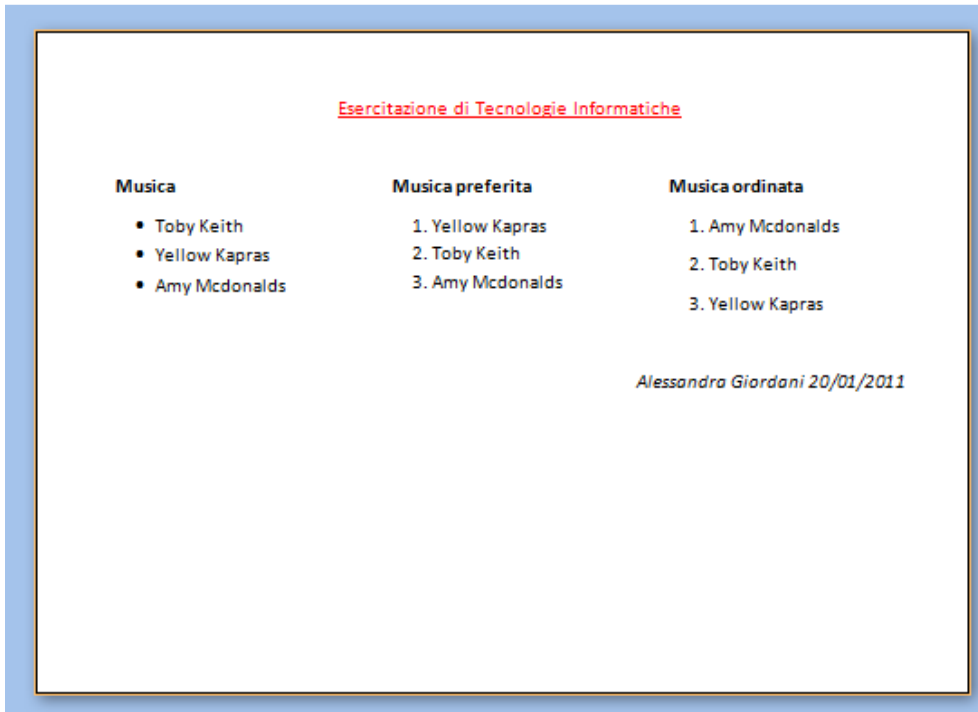 Esercitazione di Tecnologie Informatiche
Musica
• Toby Keith
• Yellow Kapras
• Amy Mcdonalds
Musica preferita
1. Yellow Kapras
2. Toby Keith
3. Amy Mcdonalds
Musica ordinata
1. Amy Mcdonalds
2. Toby Keith
3. Yellow Kapras
Alessandra Giordani 20/01/2011